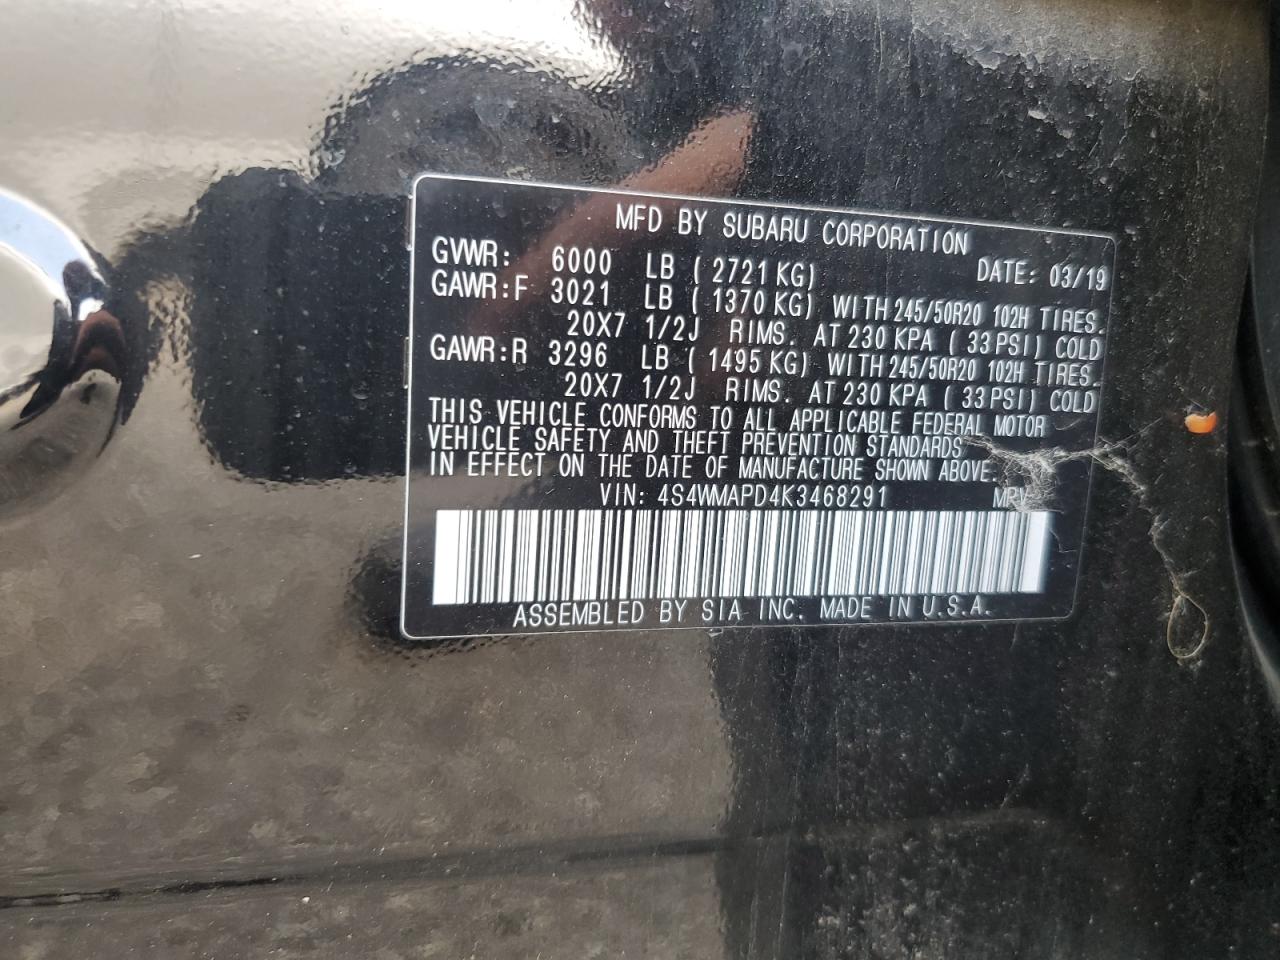 MFD BY SUBARU CORPORATION
GVWR: 6000 LB ( 2721 KG) DATE: 03/19
GAWR:F 3021 LB ( 1370 KG) WITH 245/50R20 102H TIRES.
20X7 1/2J RIMS. AT 230 KPA ( 33 PSI) COLD
GAWR:R 3296 LB ( 1495 KG) WITH 245/50R20 102H TIRES.
20X7 1/2J RIMS. AT 230 KPA ( 33 PSI) COLD
THIS VEHICLE CONFORMS TO ALL APPLICABLE FEDERAL MOTOR
VEHICLE SAFETY AND THEFT PREVENTION STANDARDS
IN EFFECT ON THE DATE OF MANUFACTURE SHOWN ABOVE.
VIN: 4S4WMAPD4K3468291 MPV
ASSEMBLED BY SIA INC. MADE IN U.S.A.